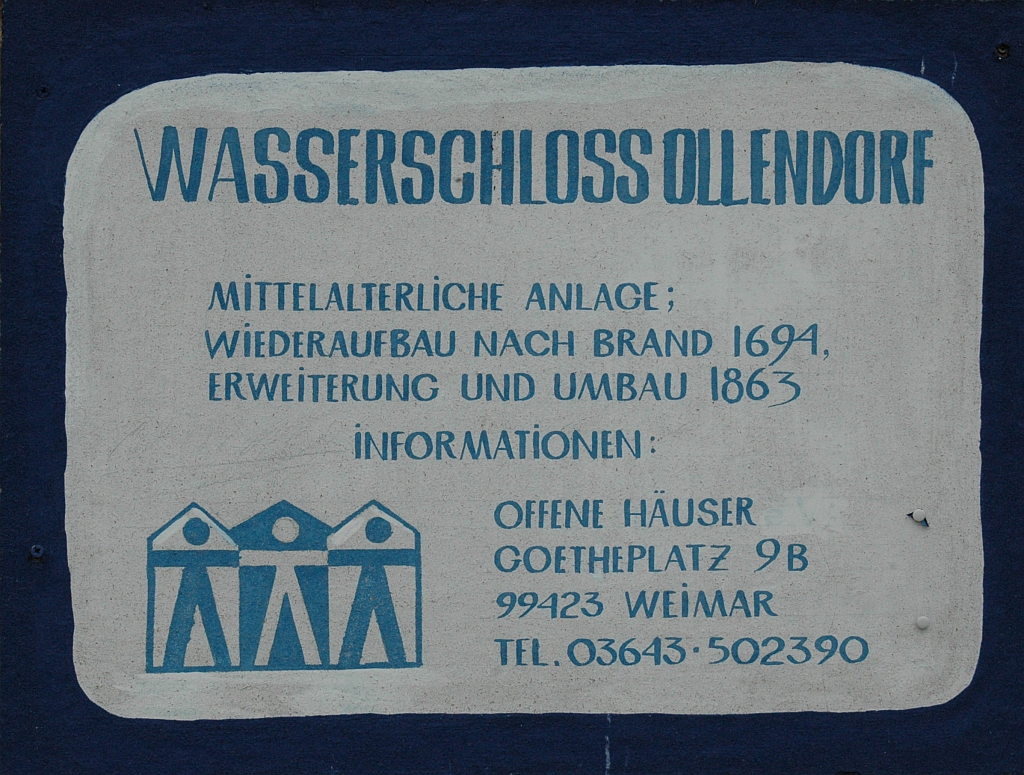 WASSERSCHLOSS OLLENDORF
MITTELALTERLICHE ANLAGE;
WIEDERAUFBAU NACH BRAND 1694,
ERWEITERUNG UND UMBAU 1863
INFORMATIONEN:
OFFENE HÄUSER
GOETHEPLATZ 9B
99423 WEIMAR
TEL. 03643·502390